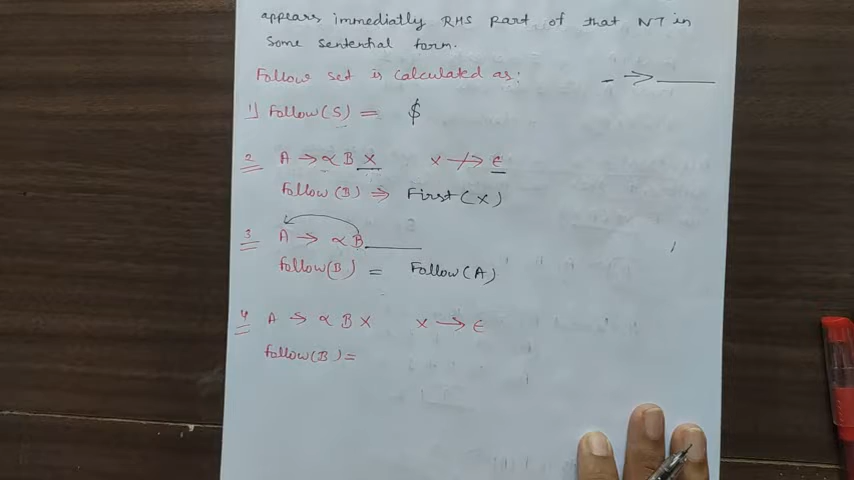 appears immediatly RHS part of that NT in
some sentential form.
Follow set is calculated as:
→
1) Follow(S) = $
2 A → α B X X ↛ ϵ
Follow(B) ⇒ First(X)
3 A → α B
Follow(B) = Follow(A)
4 A → α B X X → ϵ
Follow(B) =